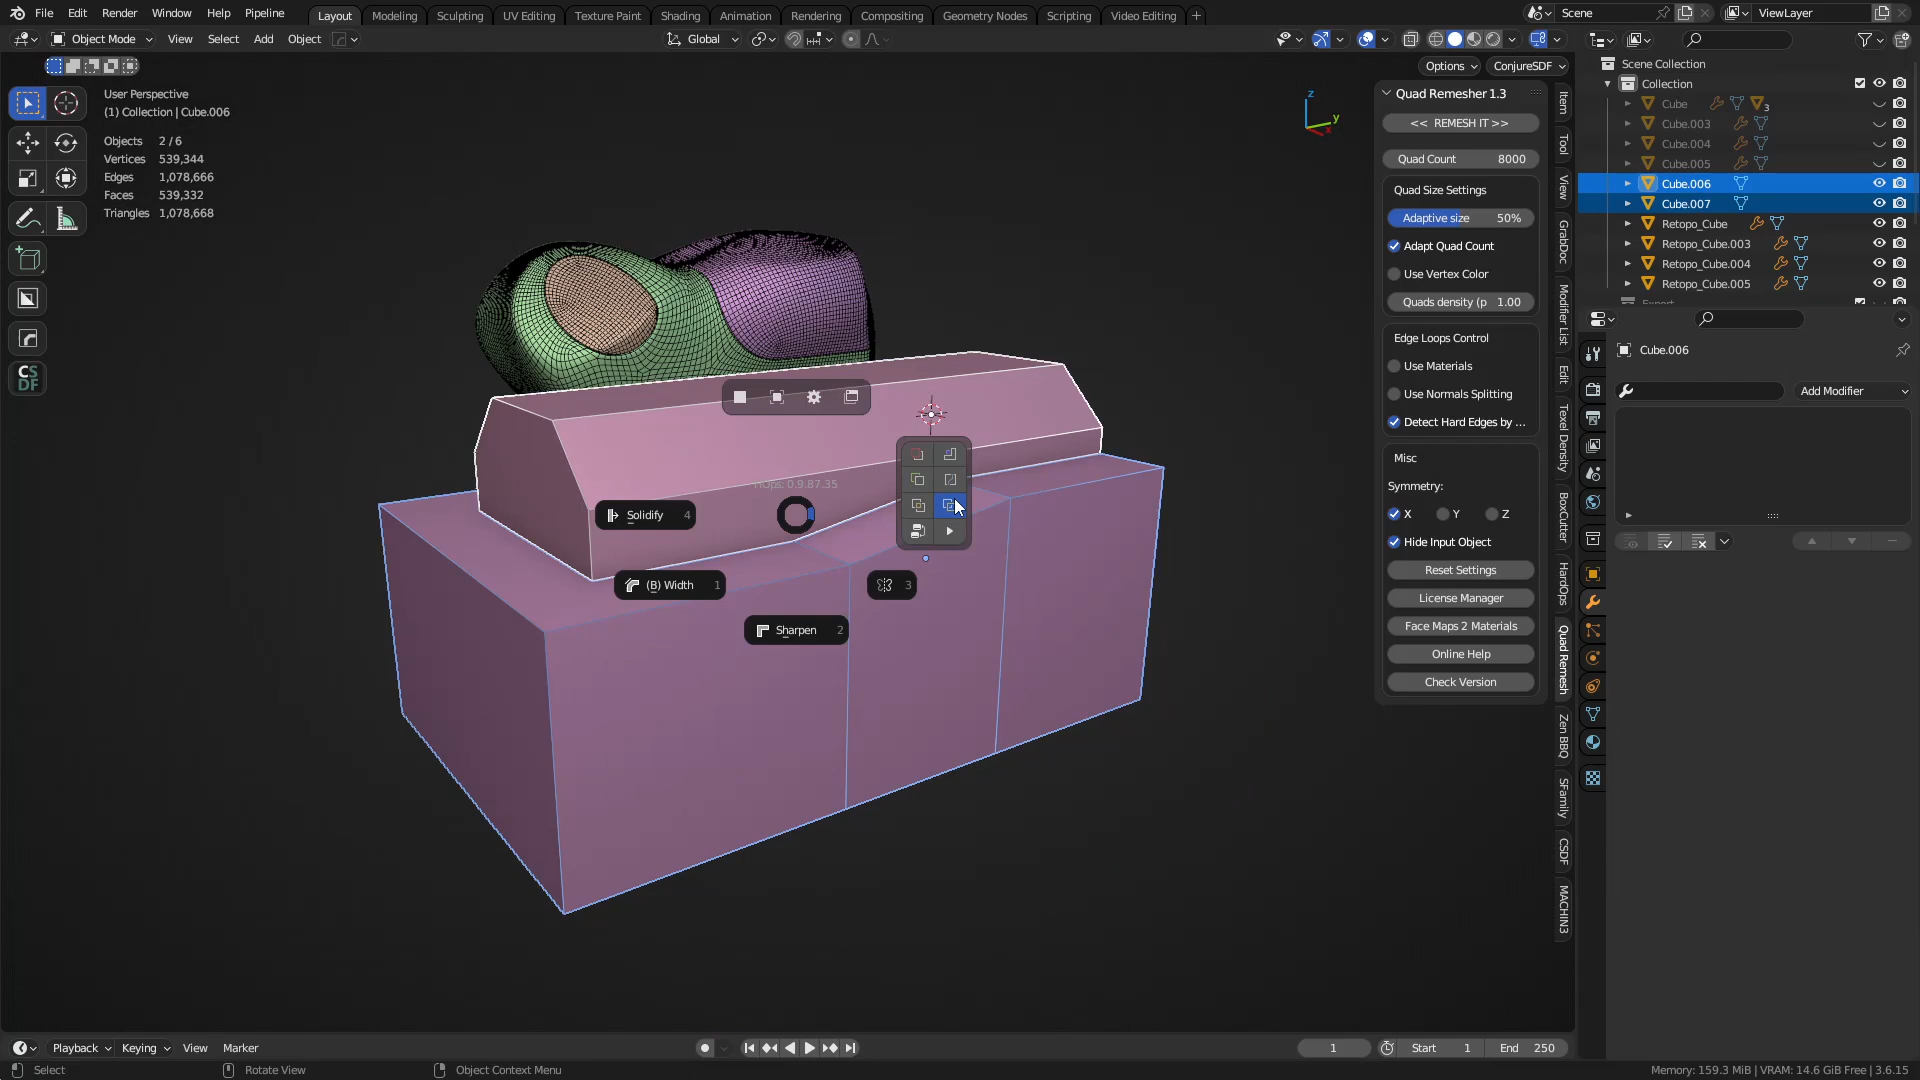 File Edit Render Window Help Pipeline
Layout Modeling Sculpting UV Editing Texture Paint Shading Animation Rendering Compositing Geometry Nodes Scripting Video Editing +
Scene
ViewLayer
Object Mode View Select Add Object
Global
Options ConjureSDF
User Perspective
(1) Collection | Cube.006
Objects 2/6
Vertices 539,344
Edges 1,078,666
Faces 539,332
Triangles 1,078,668
CS
DF
z
y
x
Solidify 4
(B) Width 1
3
Sharpen 2
Quad Remesher 1.3
<< REMESH IT >>
Quad Count 8000
Quad Size Settings
Adaptive size 50%
Adapt Quad Count
Use Vertex Color
Quads density (p 1.00
Edge Loops Control
Use Materials
Use Normals Splitting
Detect Hard Edges by ...
Misc
Symmetry:
X Y Z
Hide Input Object
Reset Settings
License Manager
Face Maps 2 Materials
Online Help
Check Version
Item
Tool
View
GrabDoc
Modifier List
Edit
Texel Density
BoxCutter
HardOps
Quad Remesh
Zen BBQ
SFamily
CSDF
MACHIN3
Scene Collection
Collection
Cube 3
Cube.003
Cube.004
Cube.005
Cube.006
Cube.007
Retopo_Cube
Retopo_Cube.003
Retopo_Cube.004
Retopo_Cube.005
Cube.006
Add Modifier
Playback Keying View Marker
1 Start 1 End 250
Select Rotate View Object Context Menu
Memory: 159.3 MiB | VRAM: 14.6 GiB Free | 3.6.15